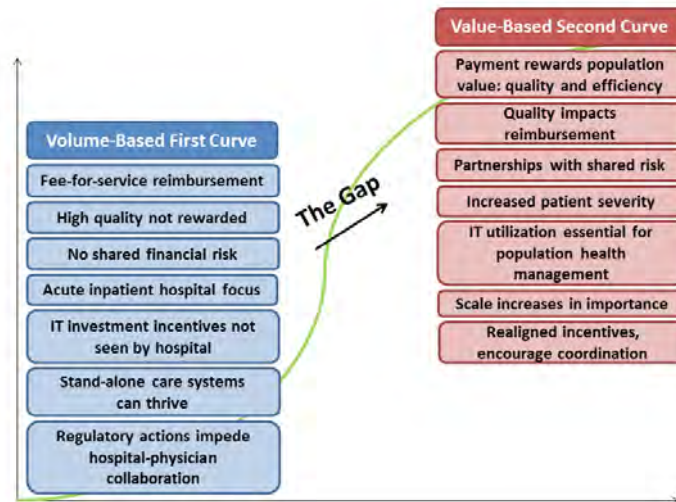 Volume-Based First Curve
Fee-for-service reimbursement
High quality not rewarded
No shared financial risk
Acute inpatient hospital focus
IT investment incentives not
seen by hospital
Stand-alone care systems
can thrive
Regulatory actions impede
hospital-physician
collaboration
The Gap
Value-Based Second Curve
Payment rewards population
value: quality and efficiency
Quality impacts
reimbursement
Partnerships with shared risk
Increased patient severity
IT utilization essential for
population health
management
Scale increases in importance
Realigned incentives,
encourage coordination